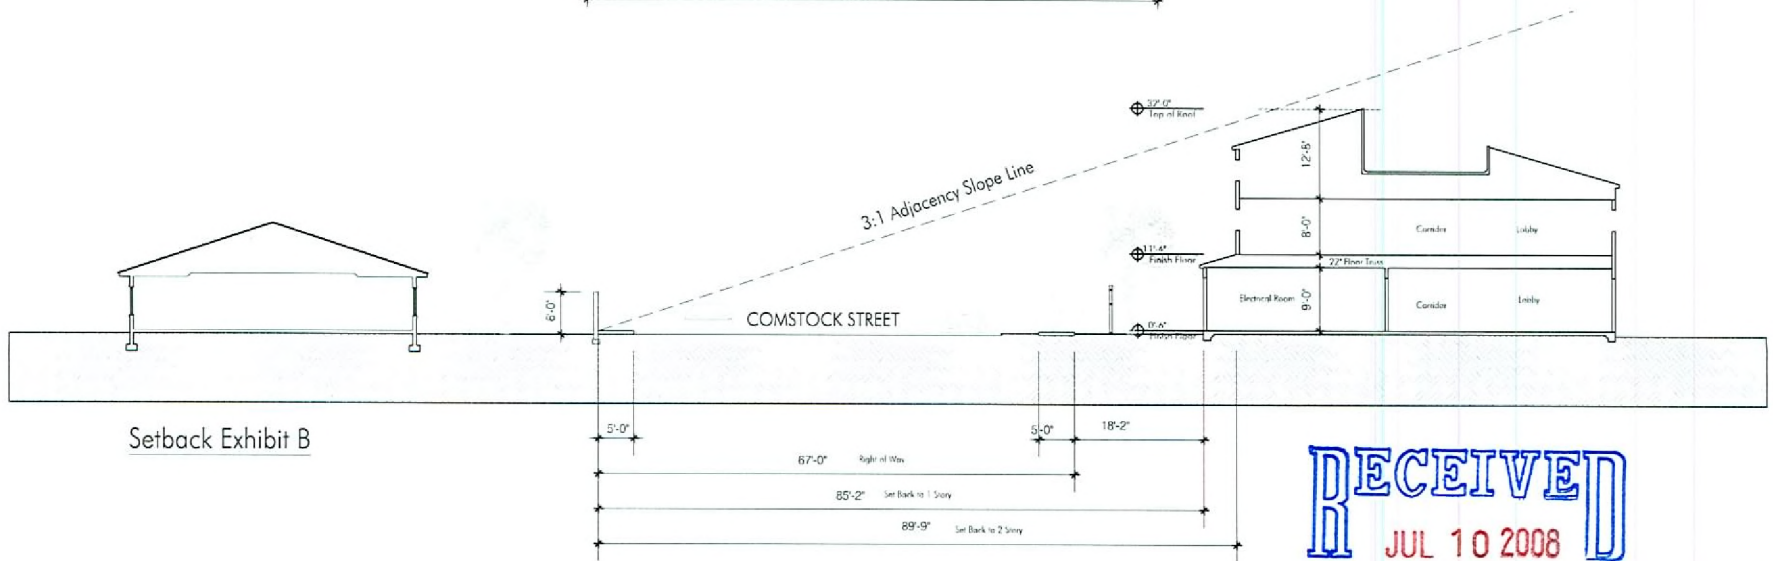 32'-0"
Top of Roof
12'-8"
3:1 Adjacency Slope Line
8'-0"
Corridor
Lobby
11'-6"
Finish Floor
22" Floor Truss
6'-0"
Electrical Room
9'-0"
Corridor
Lobby
COMSTOCK STREET
0'-6"
Finish Floor
Setback Exhibit B
5'-0"
5'-0"
18'-2"
67'-0" Right of Way
85'-2" Set Back to 1 Story
89'-9" Set Back to 2 Story
RECEIVED
JUL 10 2008